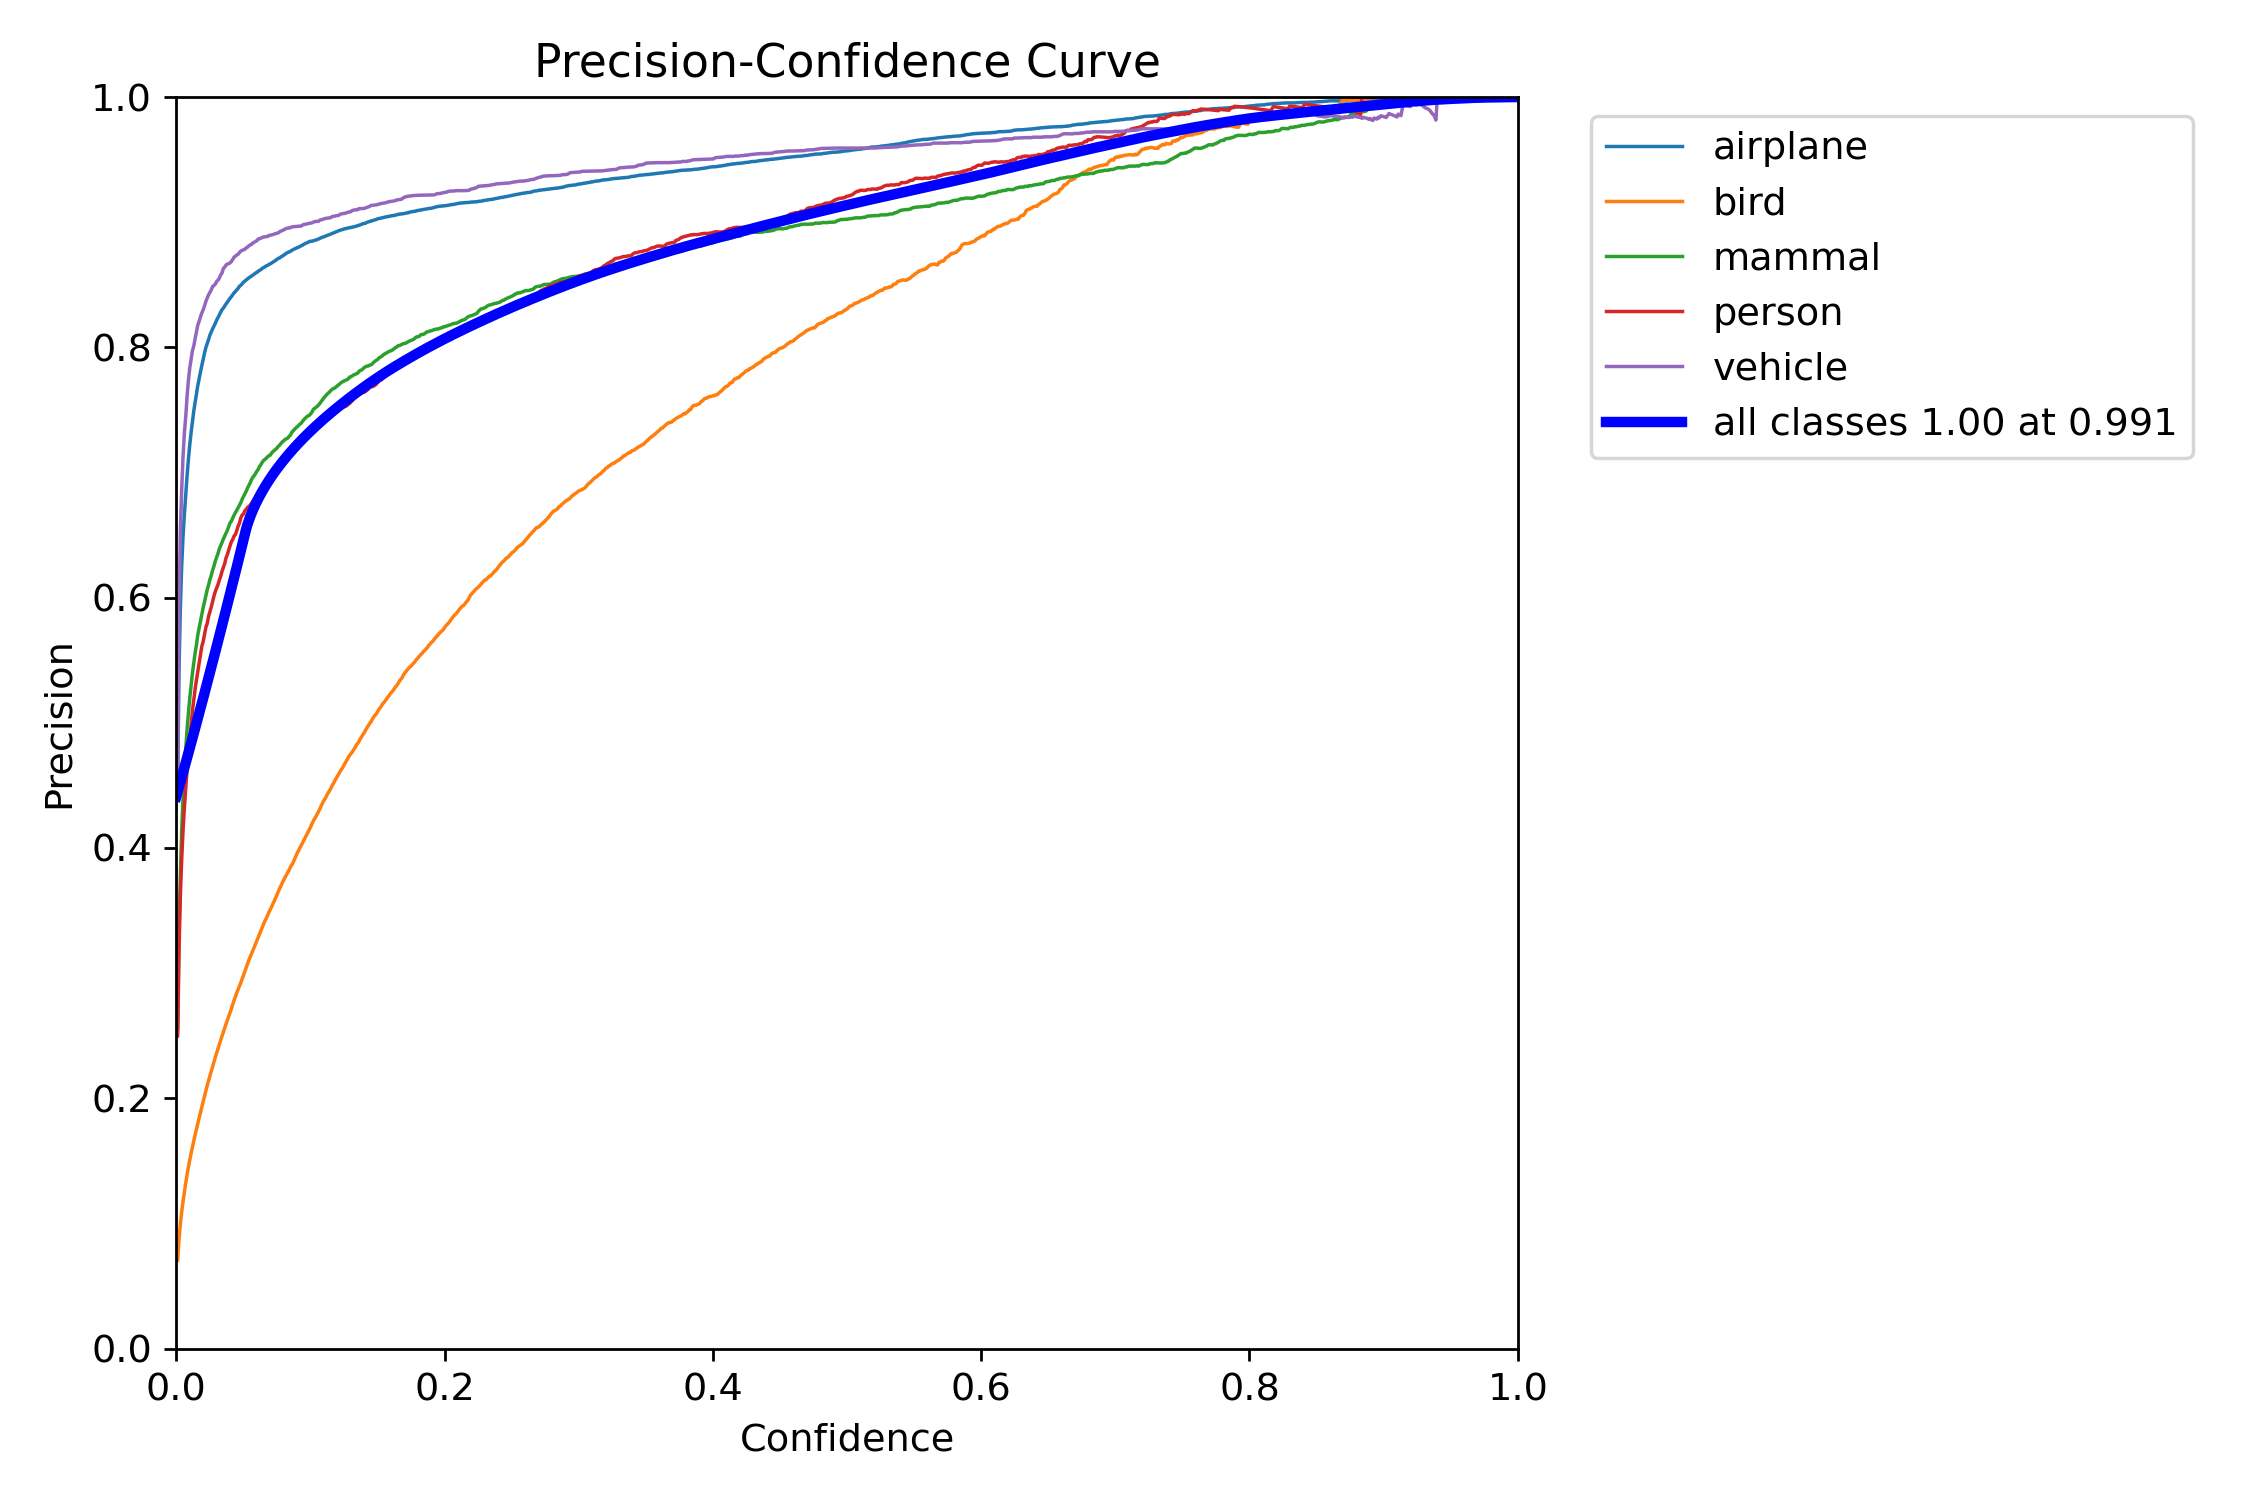 Precision-Confidence Curve
1.0
0.8
0.6
0.4
0.2
0.0
Precision
0.0 0.2 0.4 0.6 0.8 1.0
Confidence
airplane
bird
mammal
person
vehicle
all classes 1.00 at 0.991